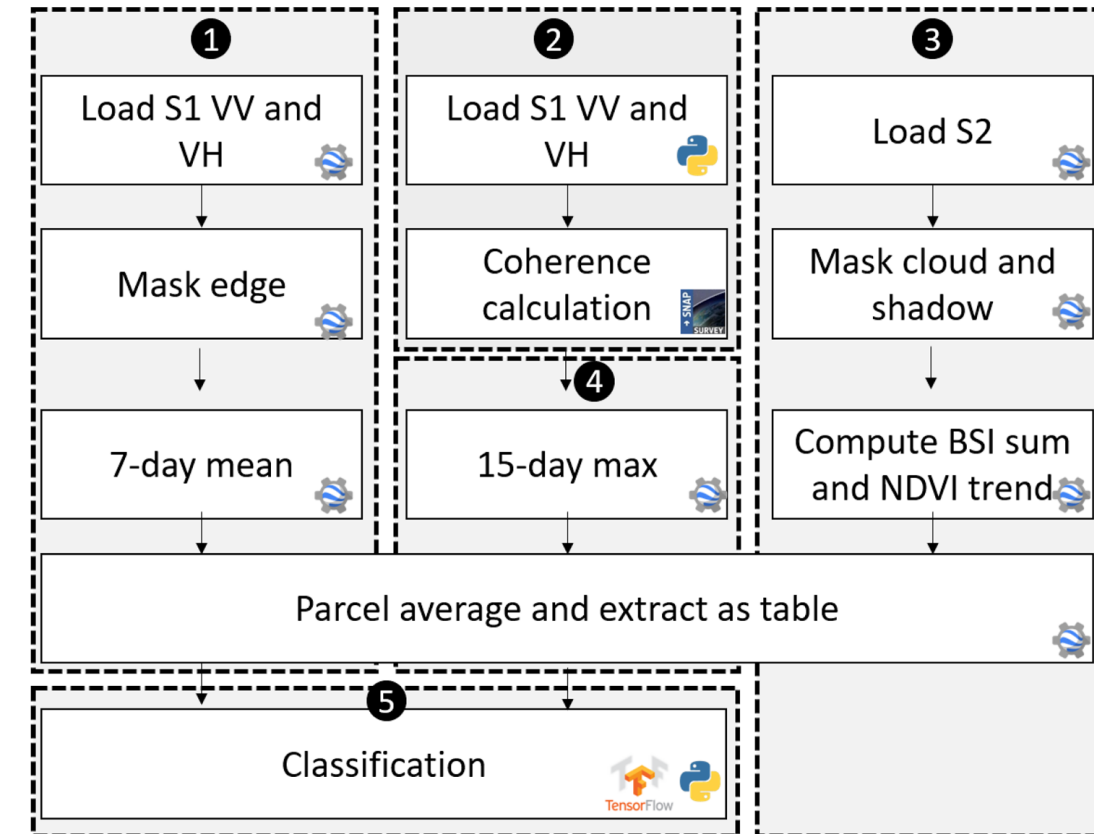 1
Load S1 VV and
VH
Mask edge
7-day mean
2
Load S1 VV and
VH
Coherence
calculation
+ SNAP
SURVEY
4
15-day max
3
Load S2
Mask cloud and
shadow
Compute BSI sum
and NDVI trend
Parcel average and extract as table
5
Classification
TensorFlow